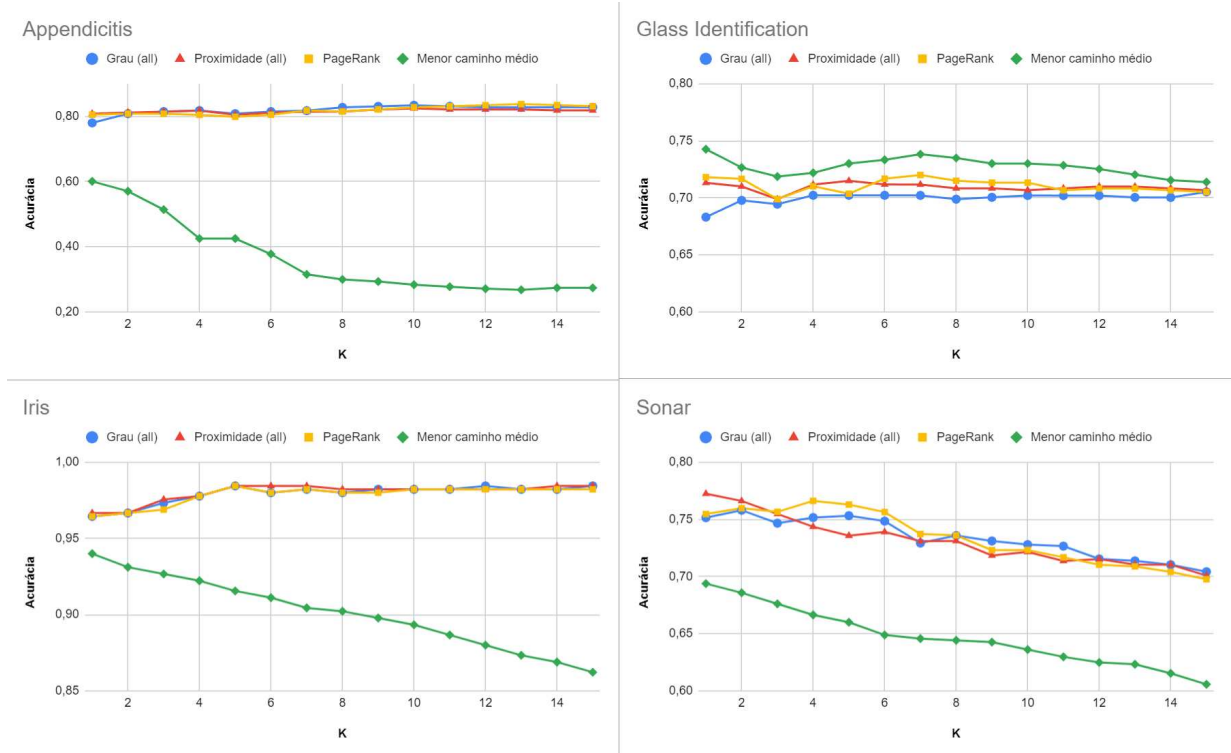 Appendicitis
Grau (all) Proximidade (all) PageRank Menor caminho médio
Acurácia
0,80
0,60
0,40
0,20
2 4 6 8 10 12 14
K
Glass Identification
Grau (all) Proximidade (all) PageRank Menor caminho médio
Acurácia
0,80
0,75
0,70
0,65
0,60
2 4 6 8 10 12 14
K
Iris
Grau (all) Proximidade (all) PageRank Menor caminho médio
Acurácia
1,00
0,95
0,90
0,85
2 4 6 8 10 12 14
K
Sonar
Grau (all) Proximidade (all) PageRank Menor caminho médio
Acurácia
0,80
0,75
0,70
0,65
0,60
2 4 6 8 10 12 14
K